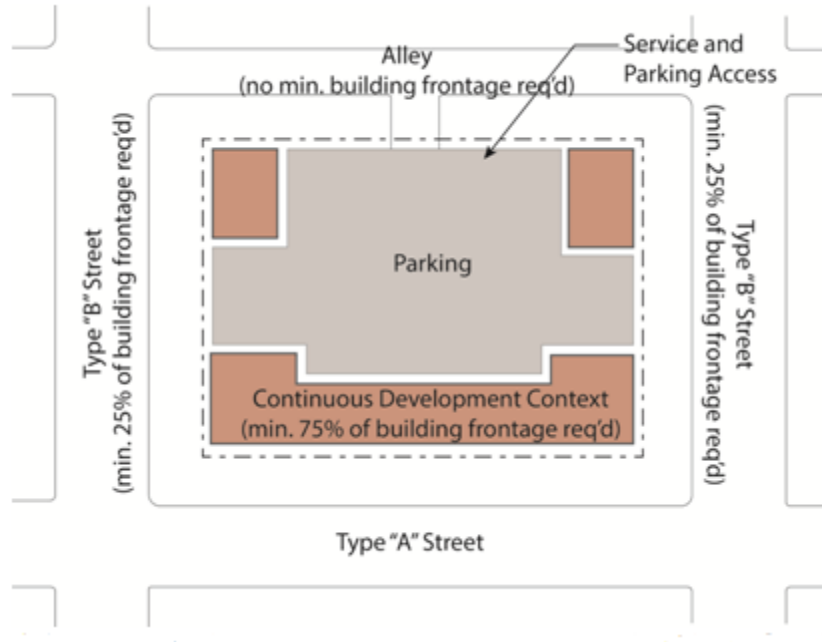 Alley
(no min. building frontage req'd)
Service and
Parking Access
Type "B" Street
(min. 25% of building frontage req'd)
Parking
Type "B" Street
(min. 25% of building frontage req'd)
Continuous Development Context
(min. 75% of building frontage req'd)
Type "A" Street